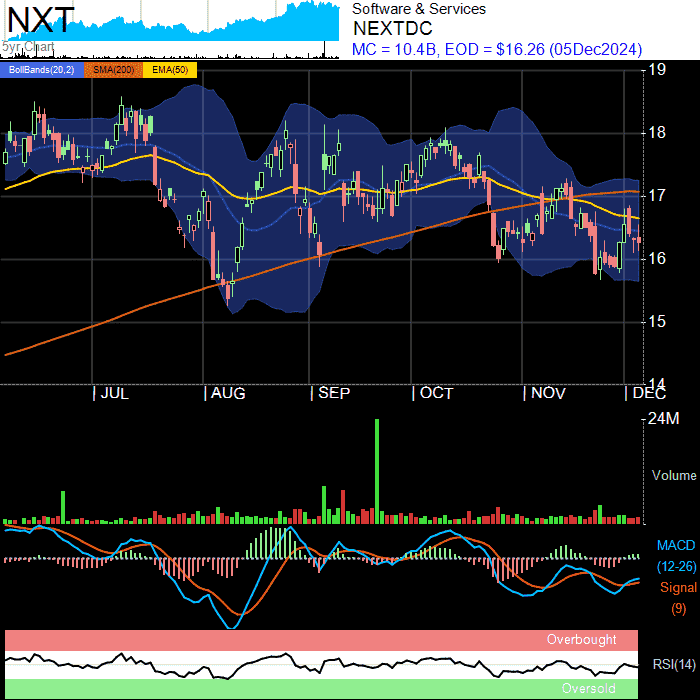 NXT
Software & Services
NEXTDC
5yr Chart
MC = 10.4B, EOD = $16.26 (05Dec2024)
BollBands(20,2) SMA(200) EMA(50)
19
18
17
16
15
14
JUL AUG SEP OCT NOV DEC
24M
Volume
MACD
(12-26)
Signal
(9)
Overbought
RSI(14)
Oversold